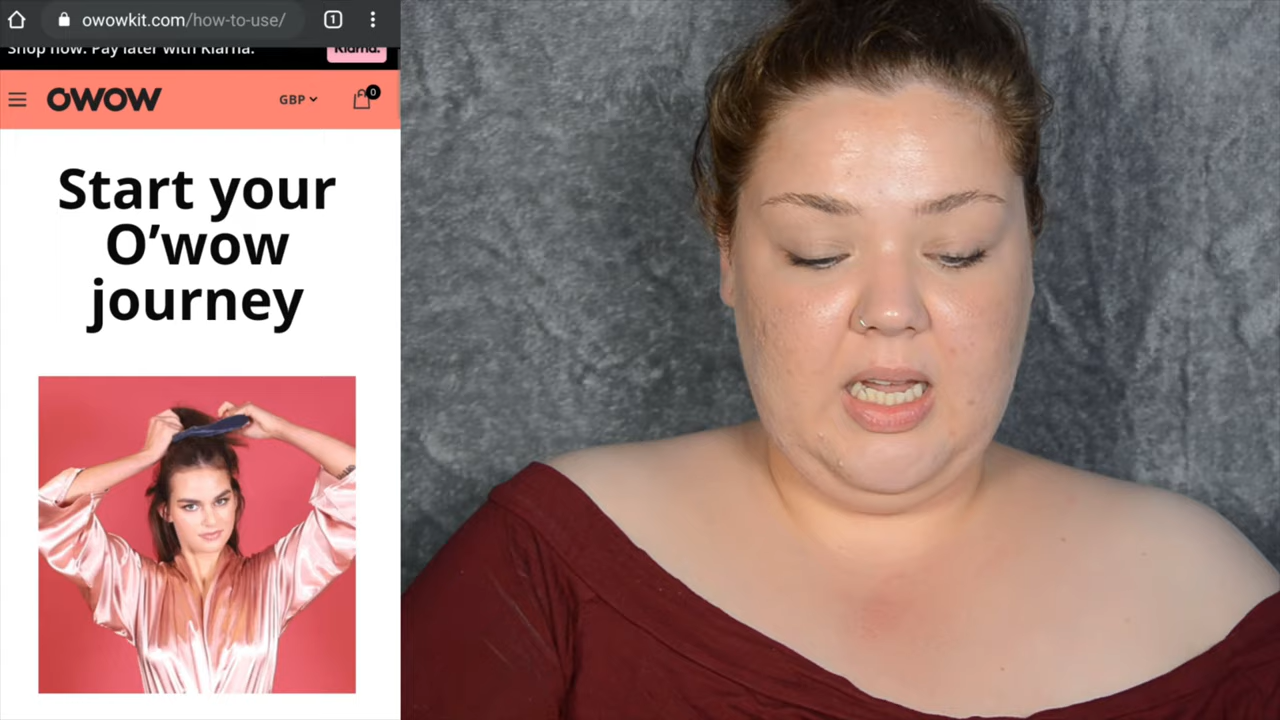 owowkit.com/how-to-use/
1
Shop now. Pay later with Klarna.
Klarna.
OWOW
GBP
0
Start your
O’wow
journey